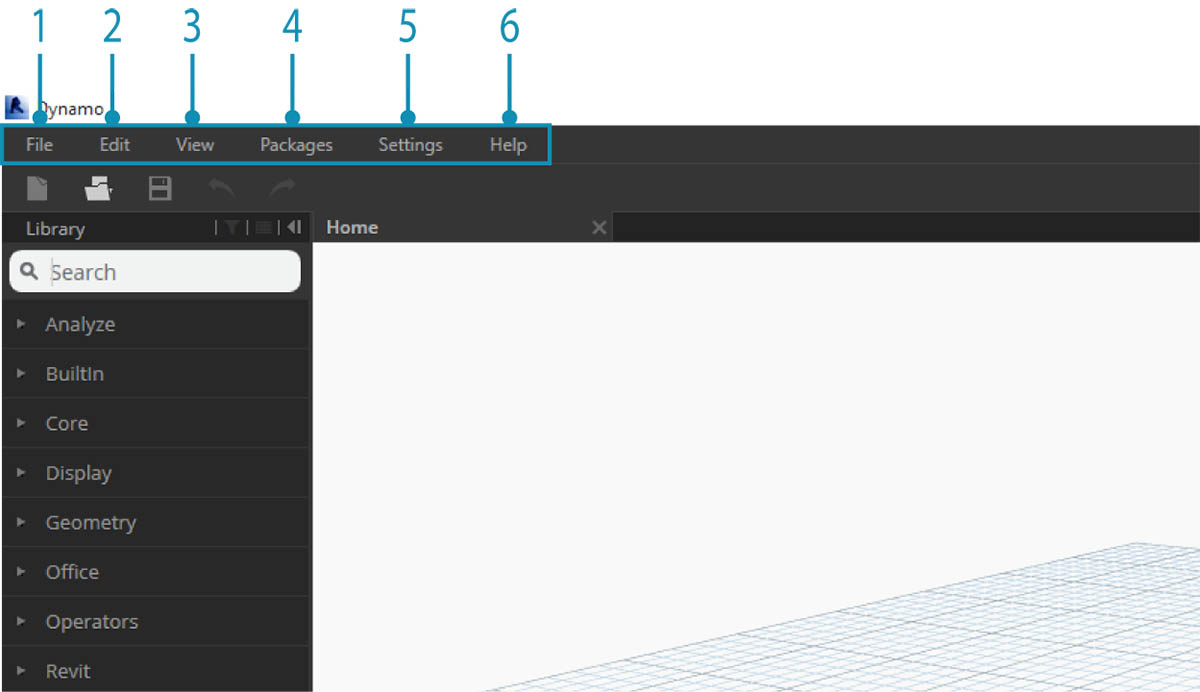 1 2 3 4 5 6
Dynamo
File Edit View Packages Settings Help
Library Home
Search
Analyze
BuiltIn
Core
Display
Geometry
Office
Operators
Revit